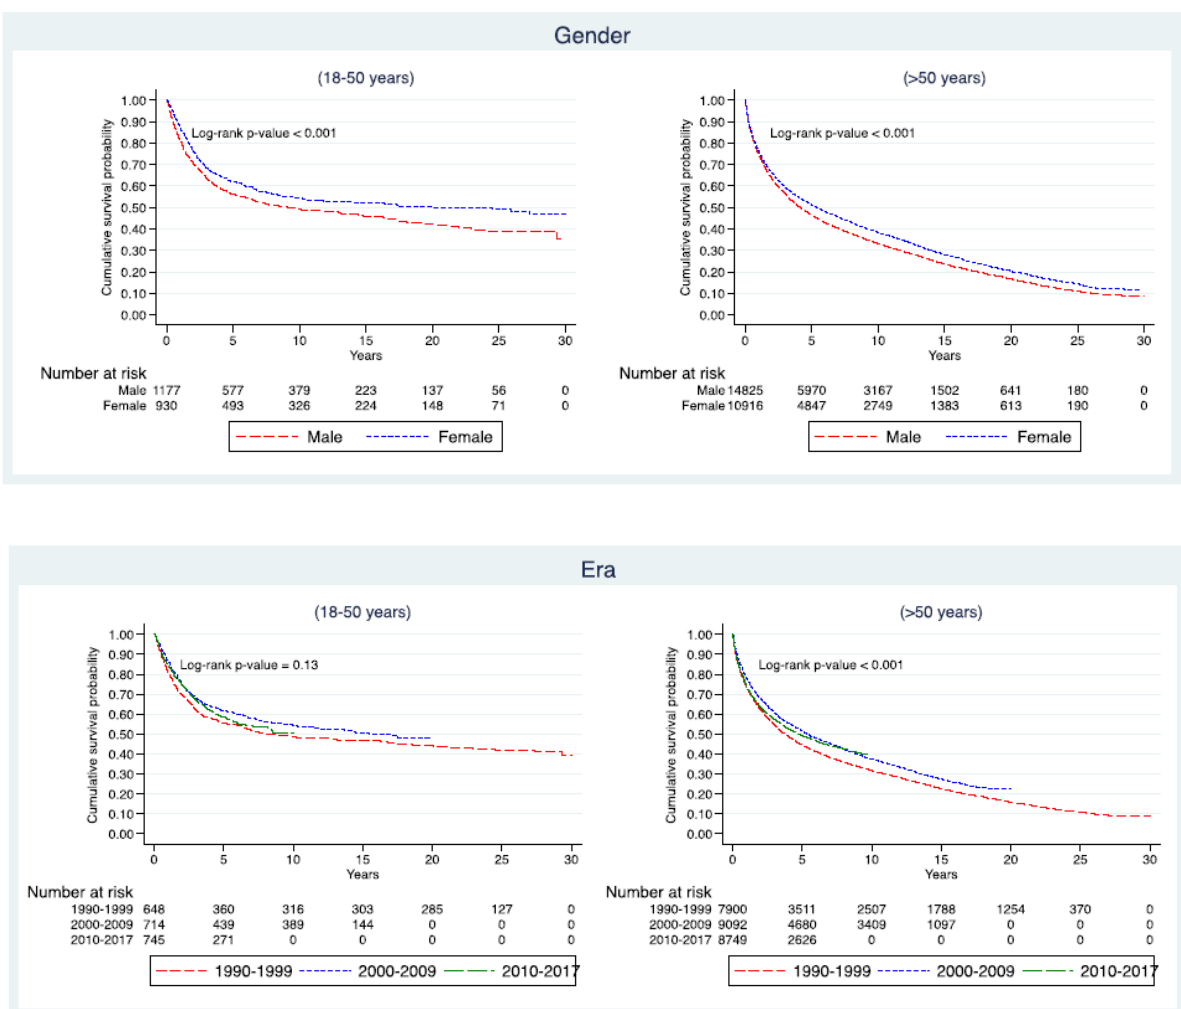 Gender
(18-50 years)
Cumulative survival probability
1.00
0.90
0.80
0.70
0.60
0.50
0.40
0.30
0.20
0.10
0.00
Log-rank p-value < 0.001
0 5 10 15 20 25 30
Years
Number at risk
Male 1177 577 379 223 137 56 0
Female 930 493 326 224 148 71 0
Male Female
(>50 years)
Cumulative survival probability
1.00
0.90
0.80
0.70
0.60
0.50
0.40
0.30
0.20
0.10
0.00
Log-rank p-value < 0.001
0 5 10 15 20 25 30
Years
Number at risk
Male 14825 5970 3167 1502 641 180 0
Female 10916 4847 2749 1383 613 190 0
Male Female
Era
(18-50 years)
Cumulative survival probability
1.00
0.90
0.80
0.70
0.60
0.50
0.40
0.30
0.20
0.10
0.00
Log-rank p-value = 0.13
0 5 10 15 20 25 30
Years
Number at risk
1990-1999 648 360 316 303 285 127 0
2000-2009 714 439 389 144 0 0 0
2010-2017 745 271 0 0 0 0 0
1990-1999 2000-2009 2010-2017
(>50 years)
Cumulative survival probability
1.00
0.90
0.80
0.70
0.60
0.50
0.40
0.30
0.20
0.10
0.00
Log-rank p-value < 0.001
0 5 10 15 20 25 30
Years
Number at risk
1990-1999 7900 3511 2507 1788 1254 370 0
2000-2009 9092 4680 3409 1097 0 0 0
2010-2017 8749 2626 0 0 0 0 0
1990-1999 2000-2009 2010-2017